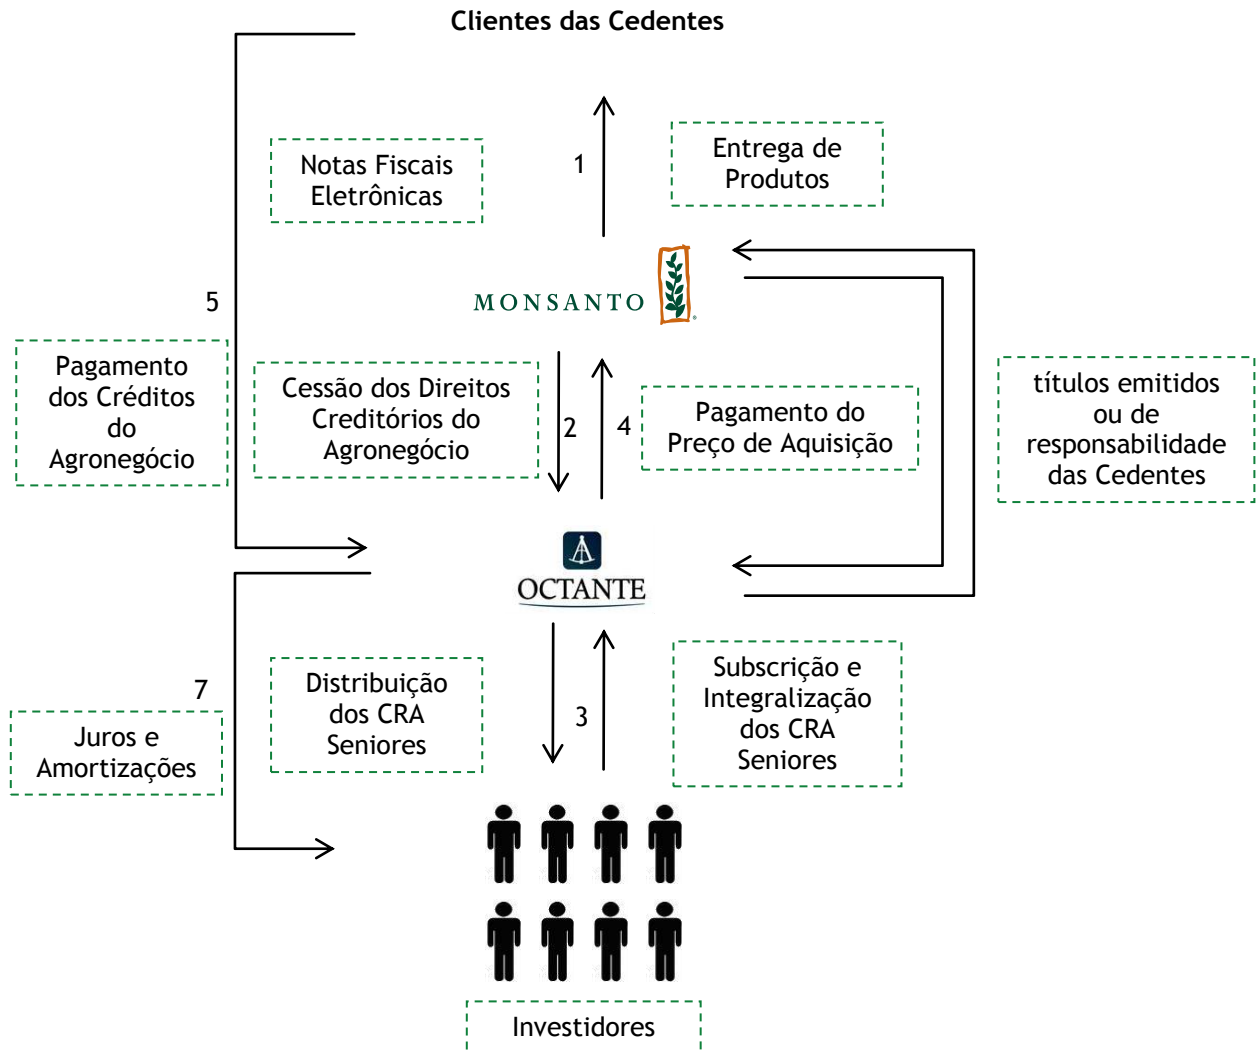 Clientes das Cedentes
Notas Fiscais
Eletrônicas
1
Entrega de
Produtos
MONSANTO
®
5
Pagamento
dos Créditos
do
Agronegócio
Cessão dos Direitos
Creditórios do
Agronegócio
2
4
Pagamento do
Preço de Aquisição
títulos emitidos
ou de
responsabilidade
das Cedentes
OCTANTE
7
Juros e
Amortizações
Distribuição
dos CRA
Seniores
3
Subscrição e
Integralização
dos CRA
Seniores
Investidores